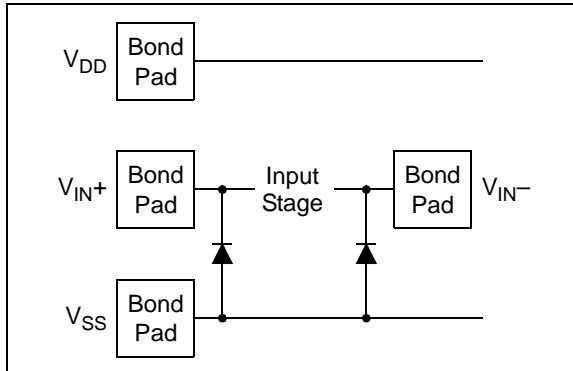 V_DD
Bond
Pad
V_IN+
Bond
Pad
Input
Stage
Bond
Pad
V_IN–
V_SS
Bond
Pad